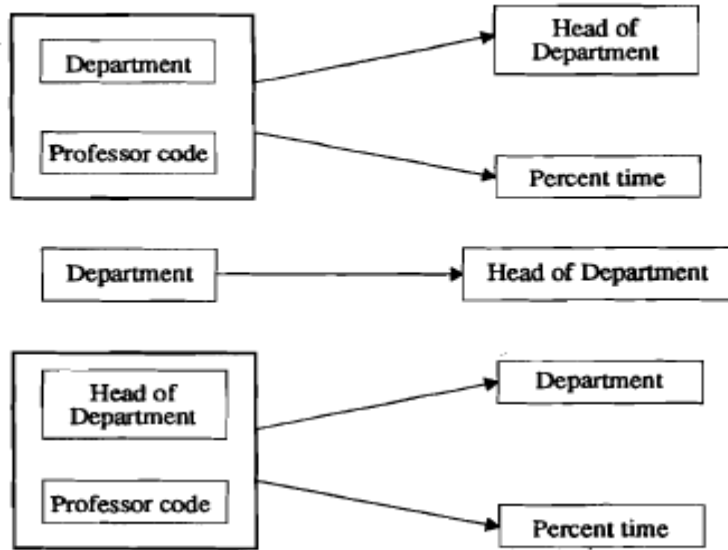 Department
Head of
Department
Professor code
Percent time
Department
Head of Department
Head of
Department
Department
Professor code
Percent time